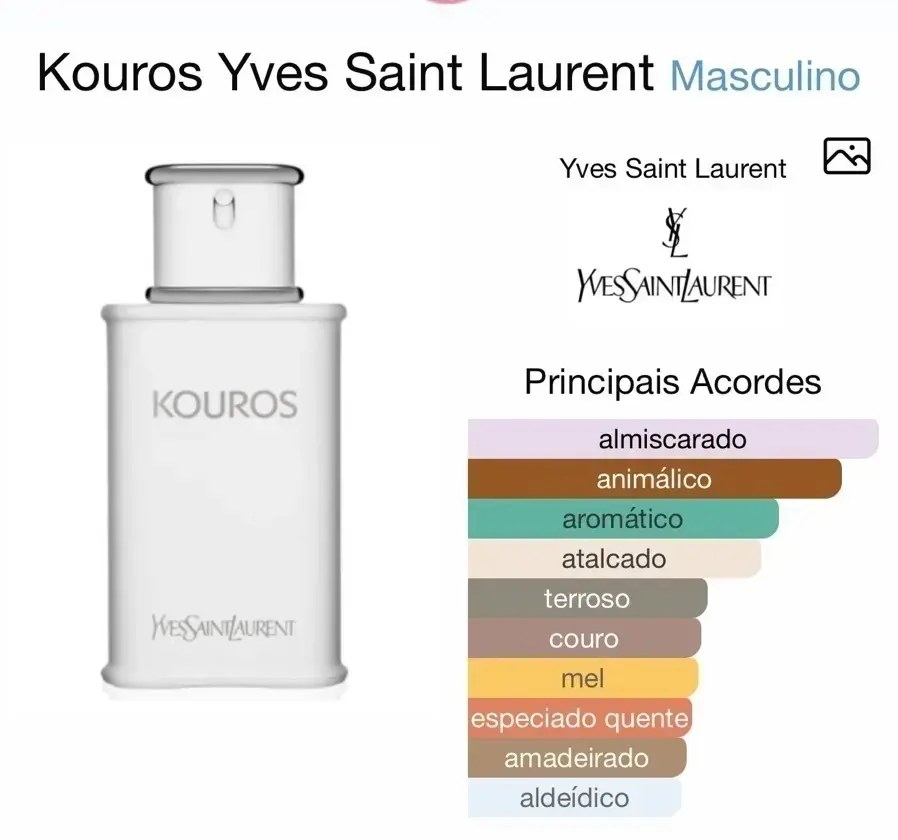 Kouros Yves Saint Laurent Masculino
KOUROS
YVESSAINTLAURENT
Yves Saint Laurent
YSL
YVESSAINTLAURENT
Principais Acordes
almiscarado
animálico
aromático
atalcado
terroso
couro
mel
especiado quente
amadeirado
aldeídico